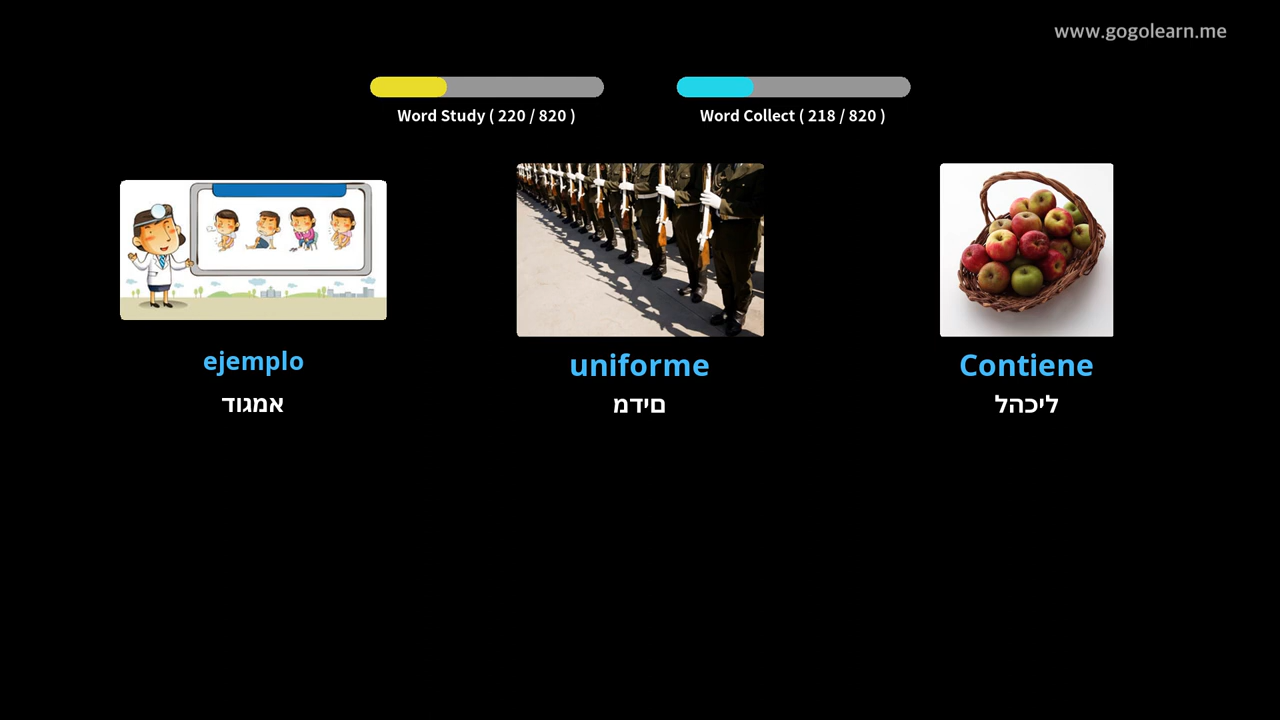 www.gogolearn.me
Word Study ( 220 / 820 )
Word Collect ( 218 / 820 )
ejemplo
אמגוד
uniforme
םידמ
Contiene
ליכהל